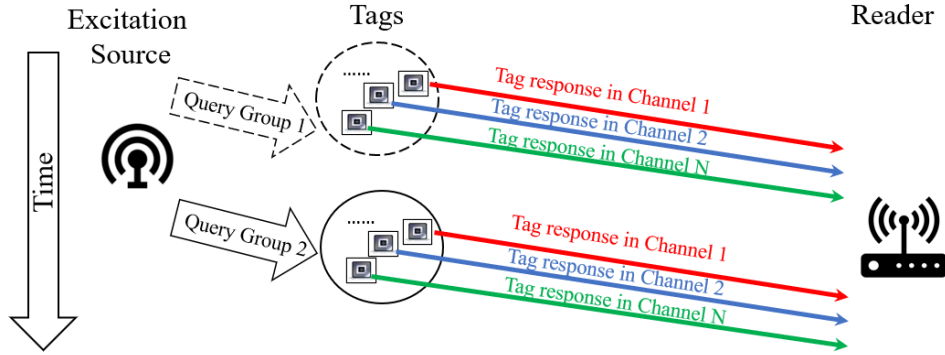 Excitation
Source
Tags
Reader
Time
Query Group 1
......
Tag response in Channel 1
Tag response in Channel 2
Tag response in Channel N
Query Group 2
......
Tag response in Channel 1
Tag response in Channel 2
Tag response in Channel N